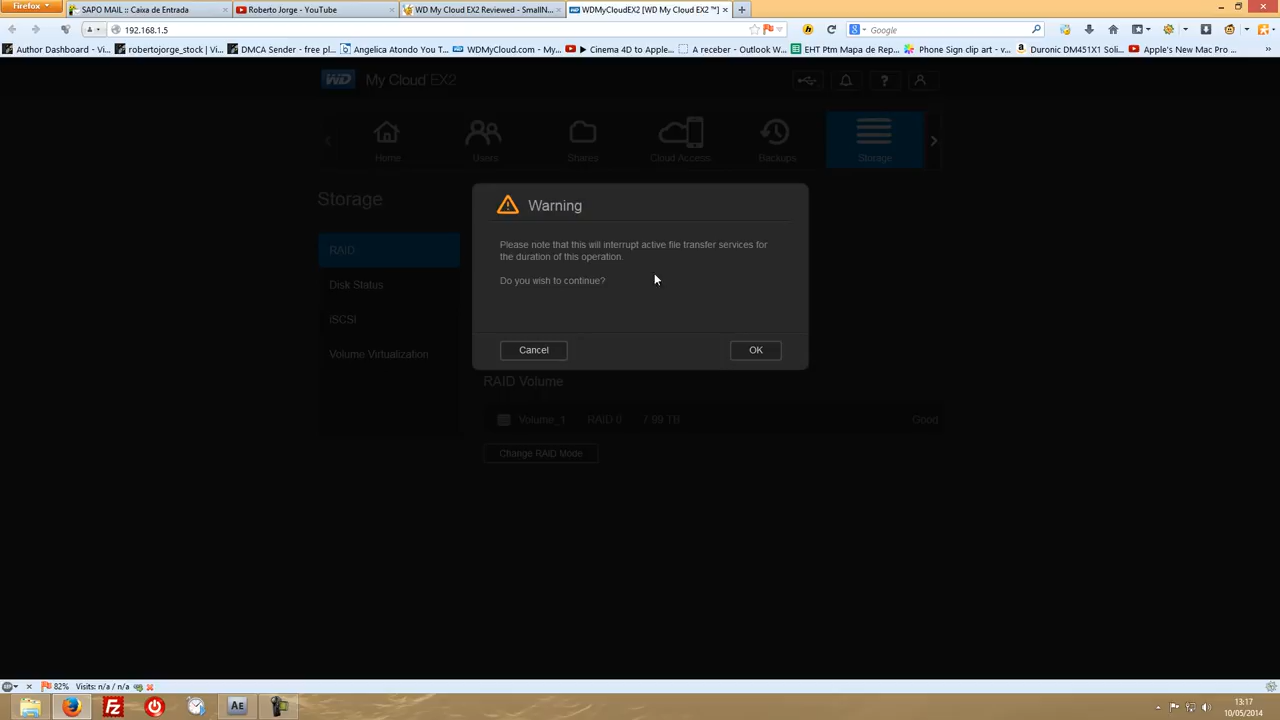 Firefox
SAPO MAIL :: Caixa de Entrada
Roberto Jorge - YouTube
WD My Cloud EX2 Reviewed - SmallN...
WDMyCloudEX2 [WD My Cloud EX2 ™]
192.168.1.5
Google
Author Dashboard - Envat...
robertorjorge_stock | Envat...
DMCA Sender - free pl...
Angelica Atondo You T...
WDMyCloud.com - My...
Cinema 4D to Apple...
A receber - Outlook W...
EHT Ptm Mapa de Rep...
Phone Sign clip art - v...
Duronic DM451X1 Soli...
Apple's New Mac Pro ...
WD My Cloud EX2
Home
Users
Shares
Cloud Access
Backups
Storage
Storage
RAID
Disk Status
iSCSI
Volume Virtualization
Warning
Please note that this will interrupt active file transfer services for
the duration of this operation.
Do you wish to continue?
Cancel
OK
RAID Volume
Volume_1 RAID 0 7.99 TB Good
Change RAID Mode
82% Visits: n/a / n/a
AE
13:17
10/05/2014